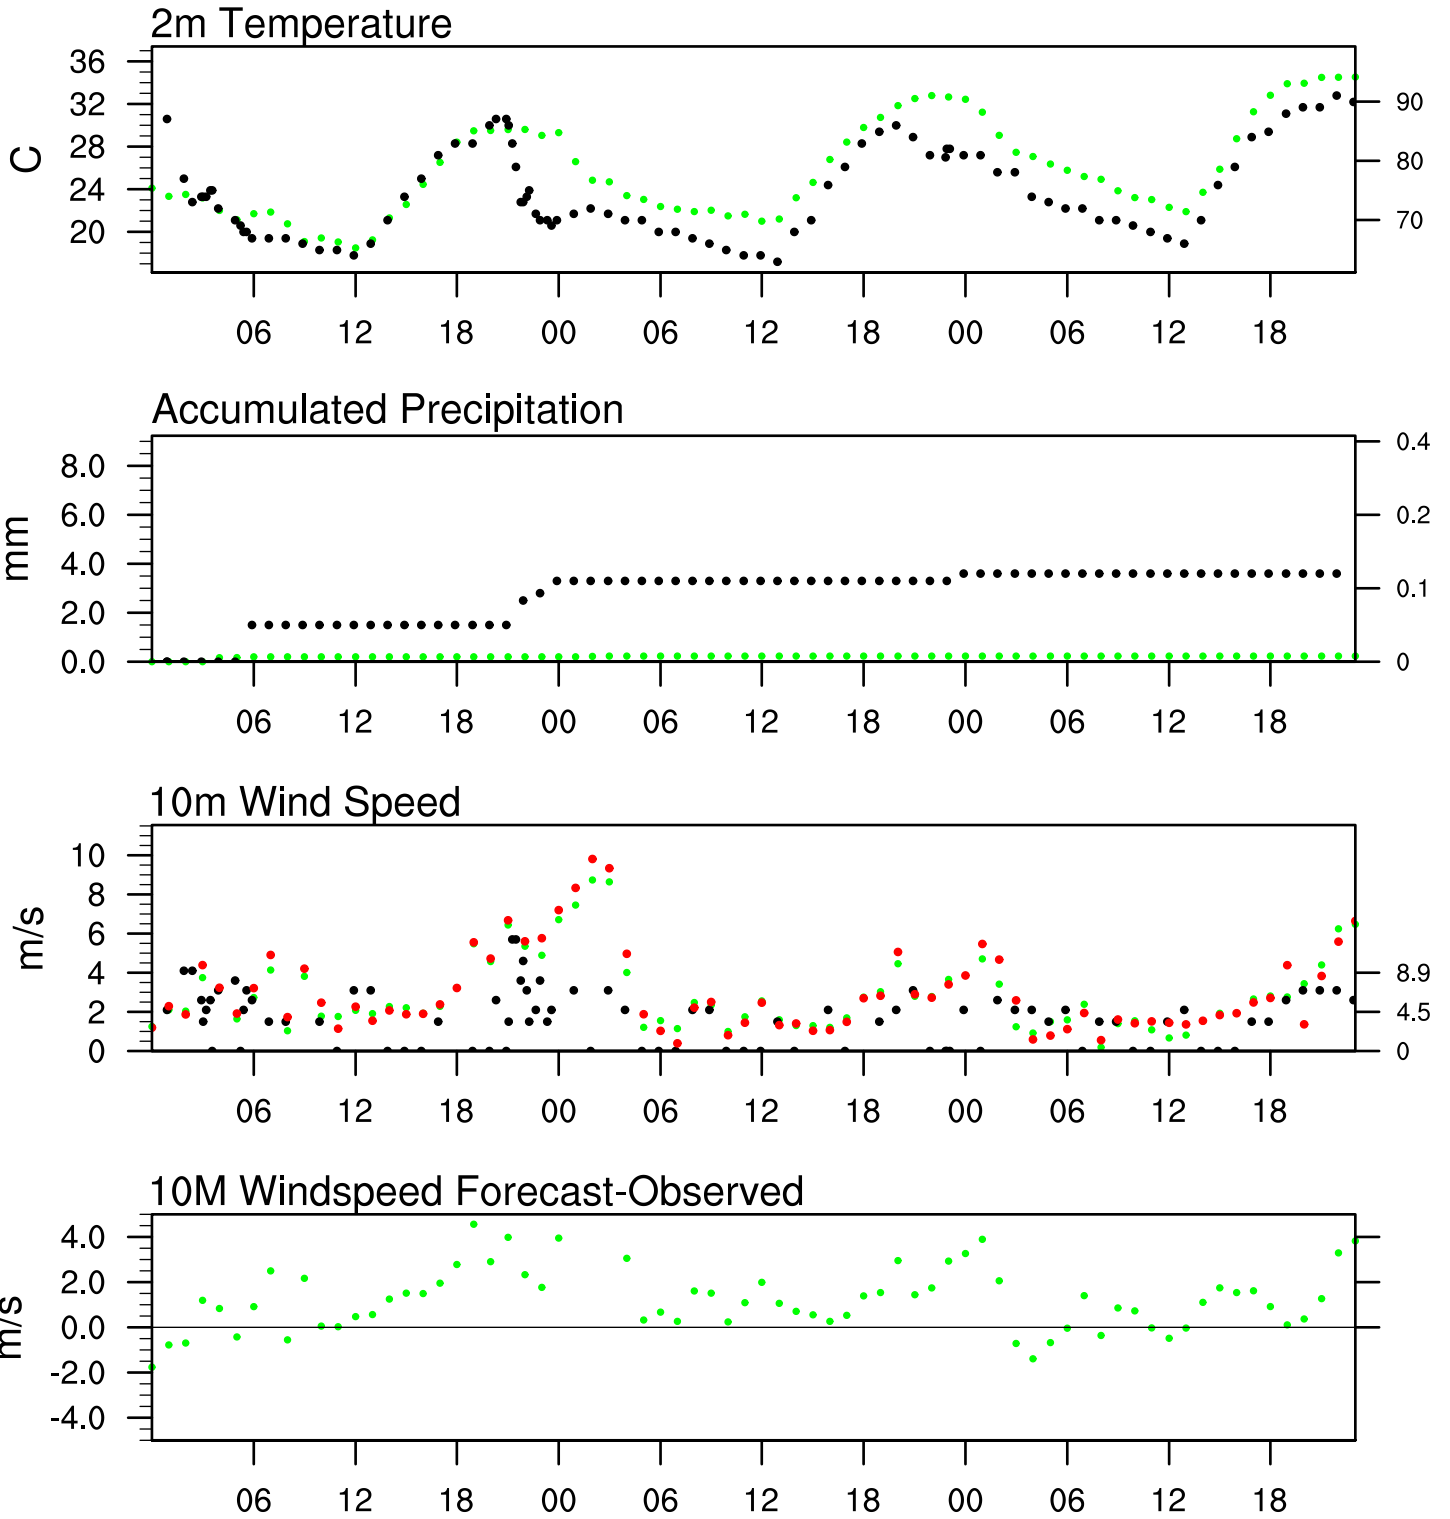 2m Temperature
36
32
28
24
20
C
90
80
70
06 12 18 00 06 12 18 00 06 12 18
Accumulated Precipitation
8.0
6.0
4.0
2.0
0.0
mm
0.4
0.2
0.1
0
06 12 18 00 06 12 18 00 06 12 18
10m Wind Speed
10
8
6
4
2
0
m/s
8.9
4.5
0
06 12 18 00 06 12 18 00 06 12 18
10M Windspeed Forecast-Observed
4.0
2.0
0.0
-2.0
-4.0
m/s
06 12 18 00 06 12 18 00 06 12 18